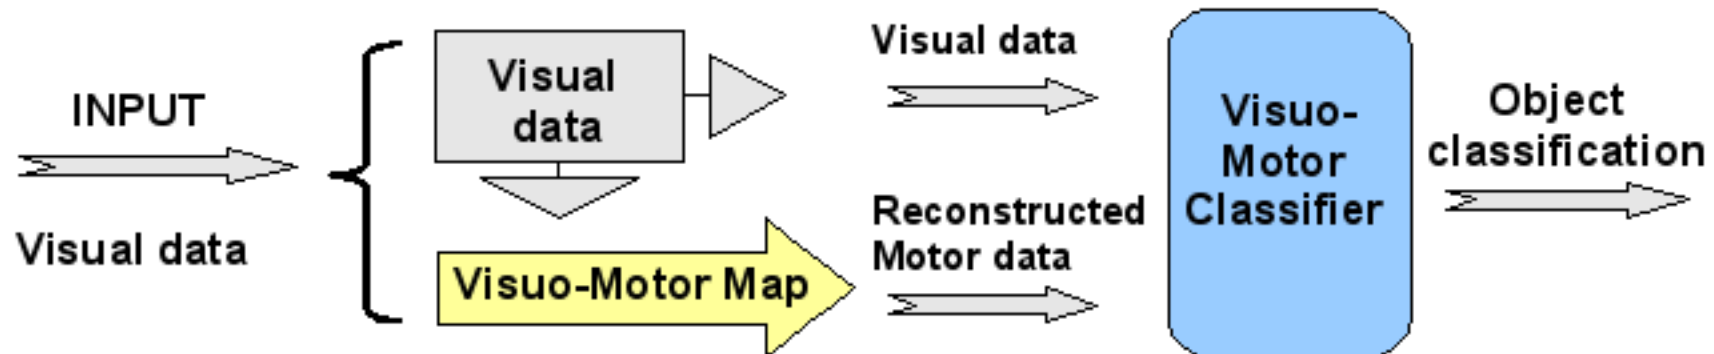 INPUT
Visual data
Visual
data
Visuo-Motor Map
Visual data
Reconstructed
Motor data
Visuo-
Motor
Classifier
Object
classification